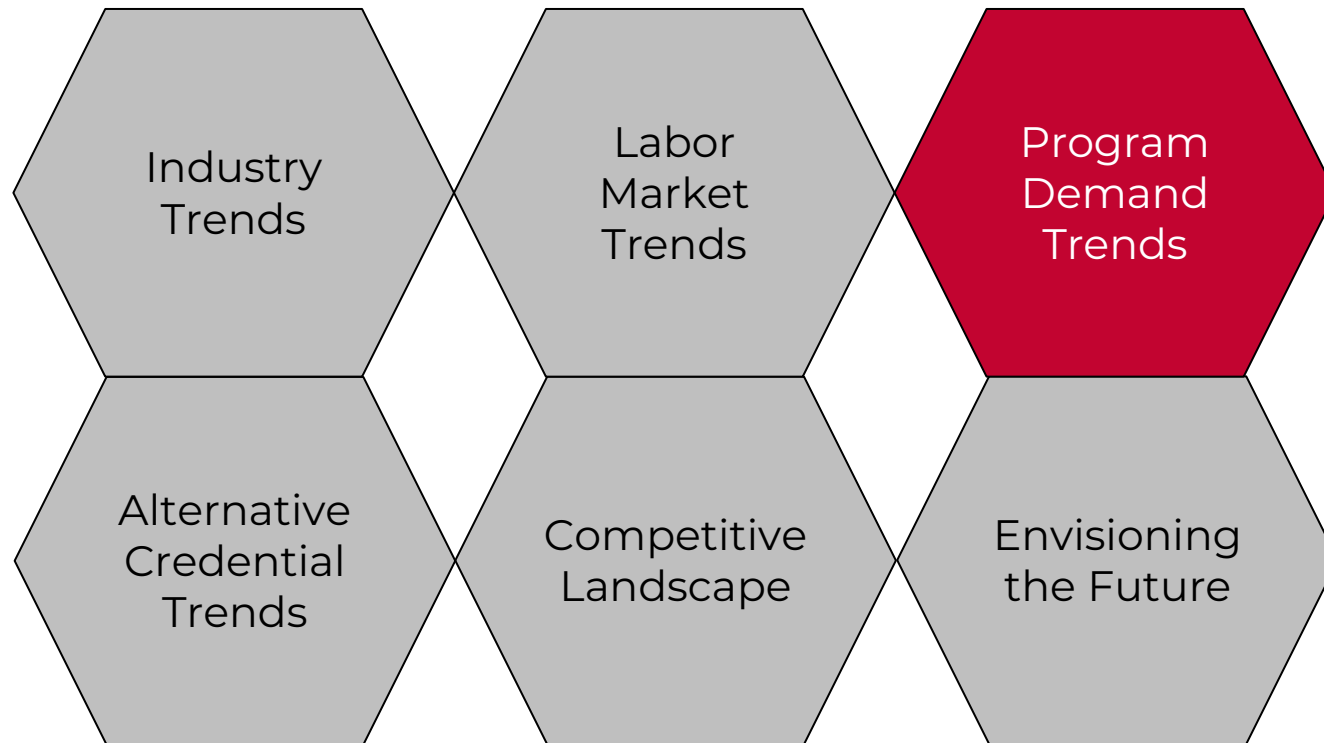 Industry
Trends
Labor
Market
Trends
Program
Demand
Trends
Alternative
Credential
Trends
Competitive
Landscape
Envisioning
the Future